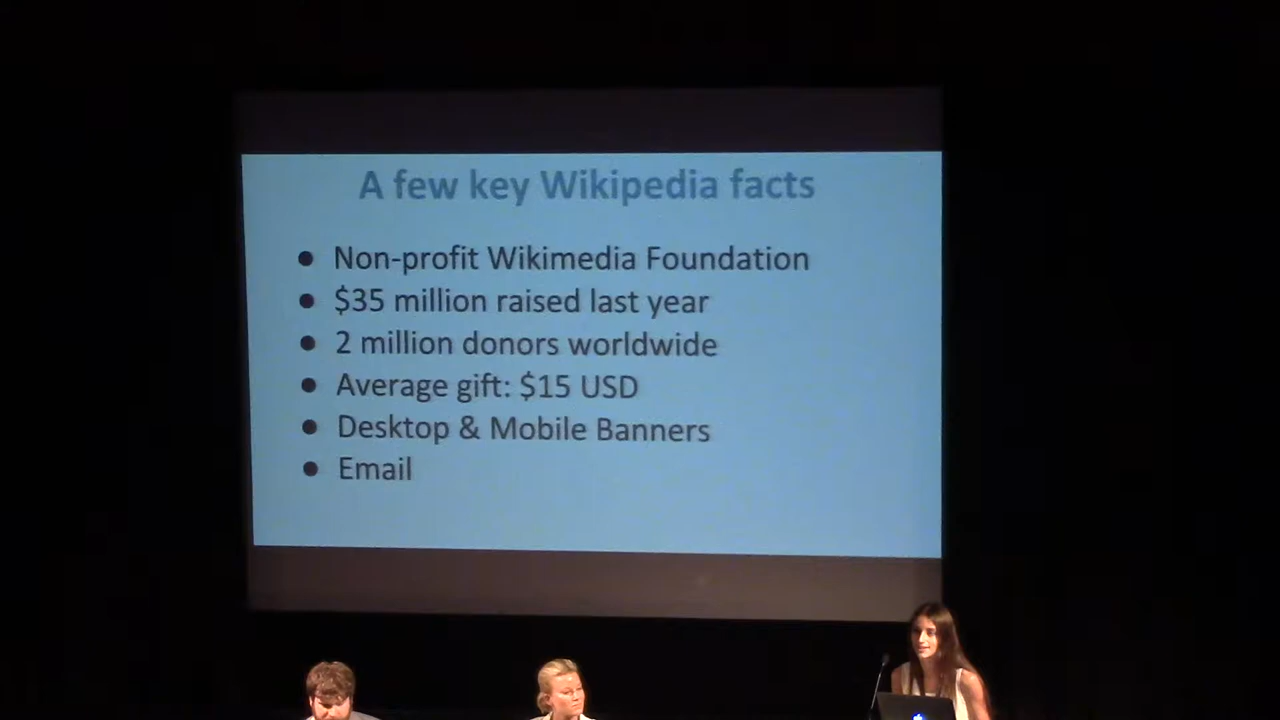 A few key Wikipedia facts
● Non-profit Wikimedia Foundation
● $35 million raised last year
● 2 million donors worldwide
● Average gift: $15 USD
● Desktop & Mobile Banners
● Email